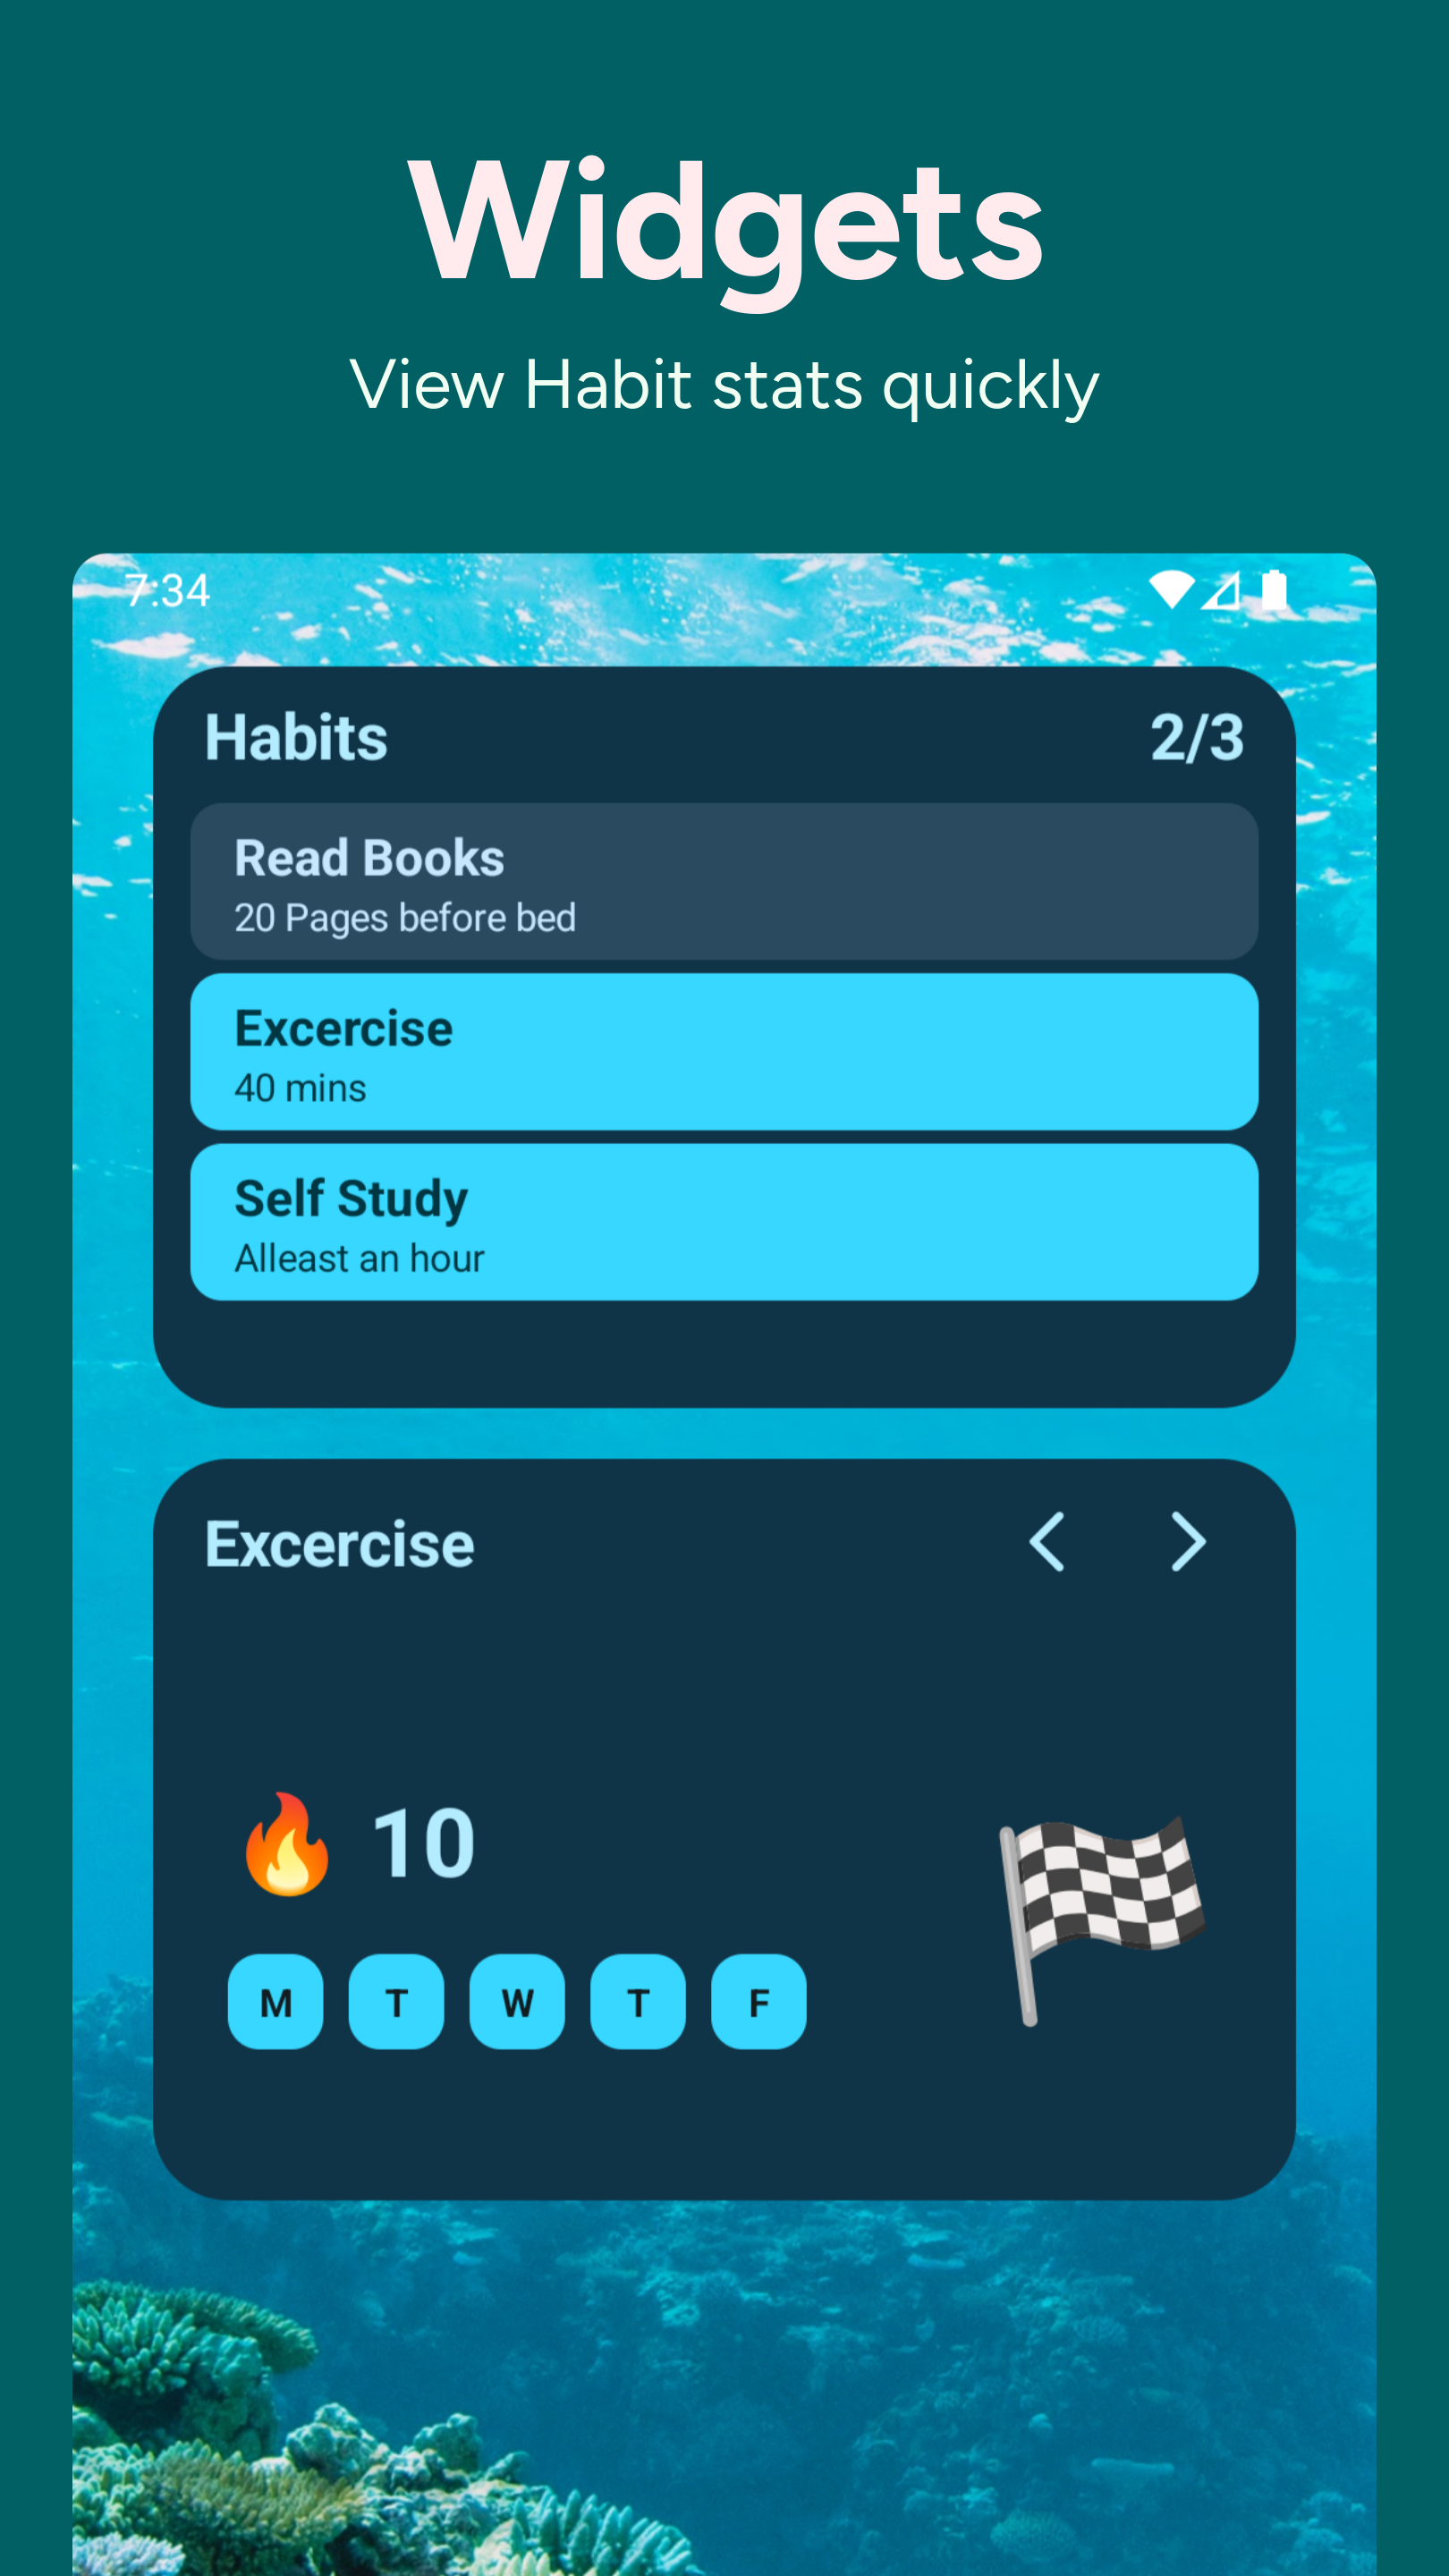 Widgets
View Habit stats quickly
7:34
Habits 2/3
Read Books
20 Pages before bed
Excercise
40 mins
Self Study
Alleast an hour
Excercise
10
M T W T F